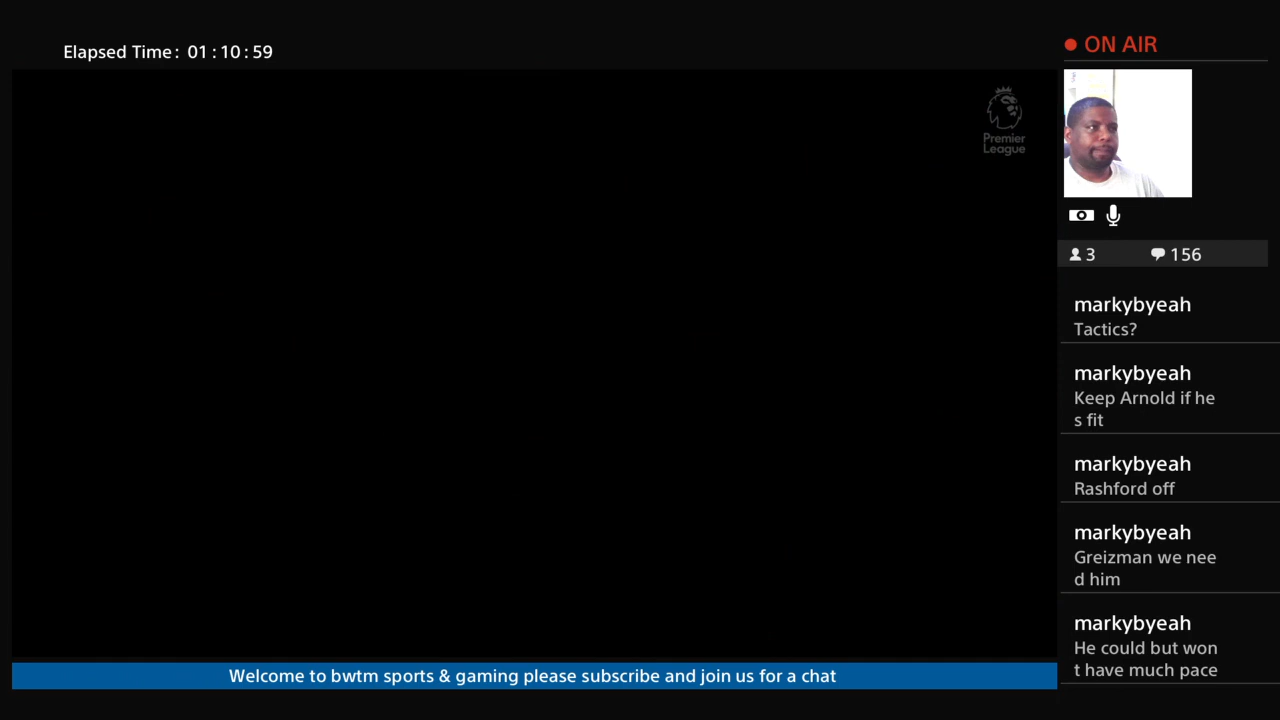 Elapsed Time: 01:10:59
ON AIR
Premier
League
3
156
markybyeah
Tactics?
markybyeah
Keep Arnold if he
s fit
markybyeah
Rashford off
markybyeah
Greizman we nee
d him
markybyeah
He could but won
t have much pace
Welcome to bwtm sports & gaming please subscribe and join us for a chat